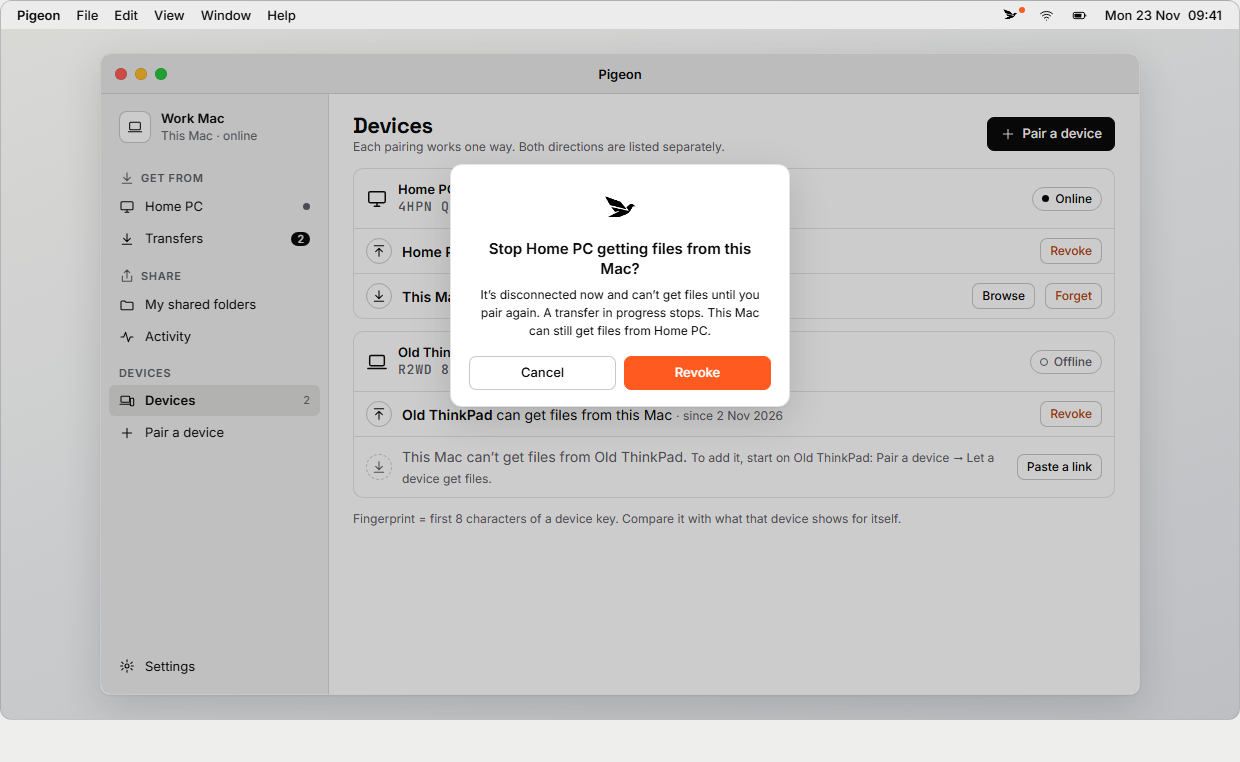 Pigeon File Edit View Window Help
Mon 23 Nov 09:41
Pigeon
Work Mac
This Mac · online
GET FROM
Home PC
Transfers 2
SHARE
My shared folders
Activity
DEVICES
Devices 2
Pair a device
Settings
Devices
Each pairing works one way. Both directions are listed separately.
Pair a device
Home
4HPN
Online
Home
Revoke
This
Browse
Forget
Stop Home PC getting files from this
Mac?
It’s disconnected now and can’t get files until you
pair again. A transfer in progress stops. This Mac
can still get files from Home PC.
Cancel
Revoke
Old
R2WD
Offline
Old ThinkPad can get files from this Mac · since 2 Nov 2026
Revoke
This Mac can’t get files from Old ThinkPad. To add it, start on Old ThinkPad: Pair a device → Let a
device get files.
Paste a link
Fingerprint = first 8 characters of a device key. Compare it with what that device shows for itself.